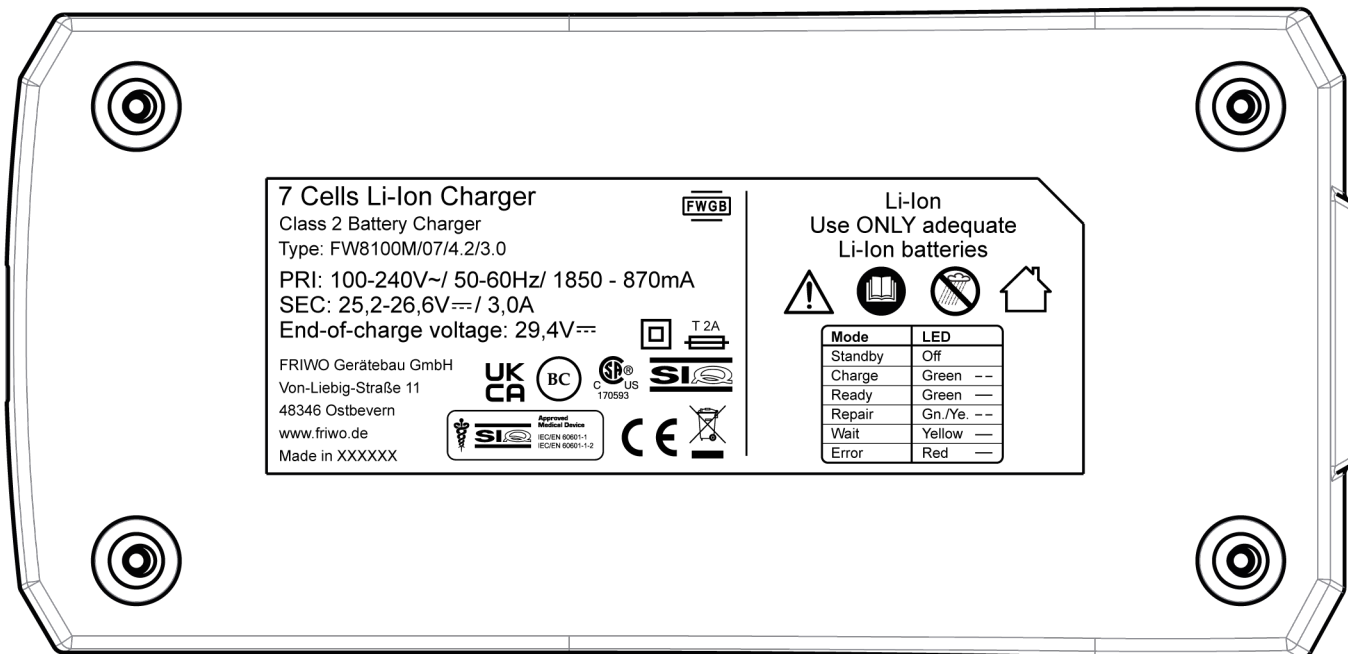 7 Cells Li-Ion Charger
FWGB
Class 2 Battery Charger
Type: FW8100M/07/4.2/3.0
PRI: 100-240V~/ 50-60Hz/ 1850 - 870mA
SEC: 25,2-26,6V⎓/ 3,0A
End-of-charge voltage: 29,4V⎓
T 2A
FRIWO Gerätebau GmbH
Von-Liebig-Straße 11
48346 Ostbevern
www.friwo.de
Made in XXXXXX
UK
CA
BC
C SA ® US
170593
SIQ
SIQ
Approved
Medical Device
IEC/EN 60601-1
IEC/EN 60601-1-2
CE
Li-Ion
Use ONLY adequate
Li-Ion batteries
Mode LED
Standby Off
Charge Green – –
Ready Green —
Repair Gn./Ye. – –
Wait Yellow —
Error Red —